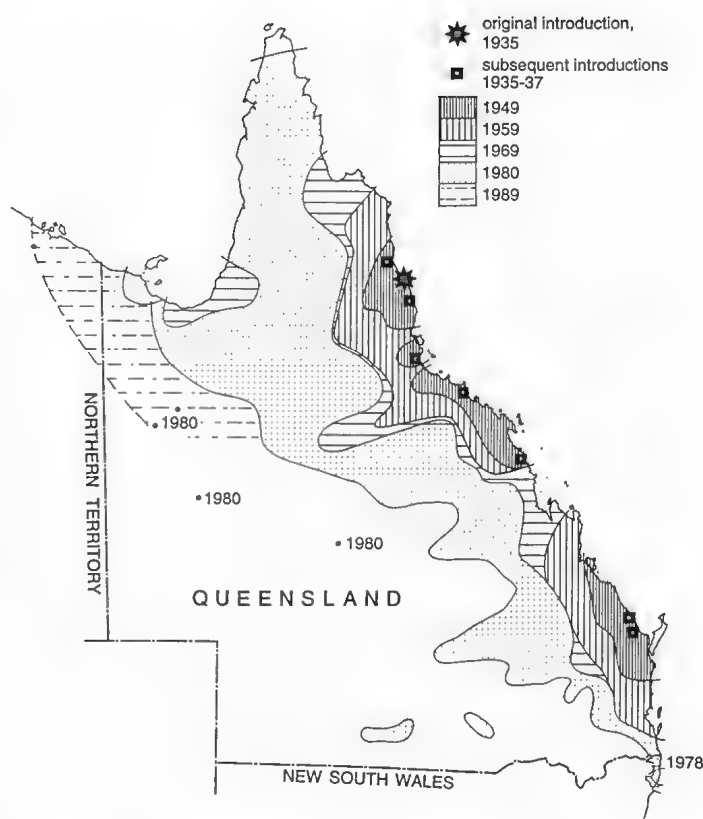 original introduction,
1935
subsequent introductions
1935-37
1949
1959
1969
1980
1989
NORTHERN TERRITORY
1980
1980
1980
QUEENSLAND
1978
NEW SOUTH WALES